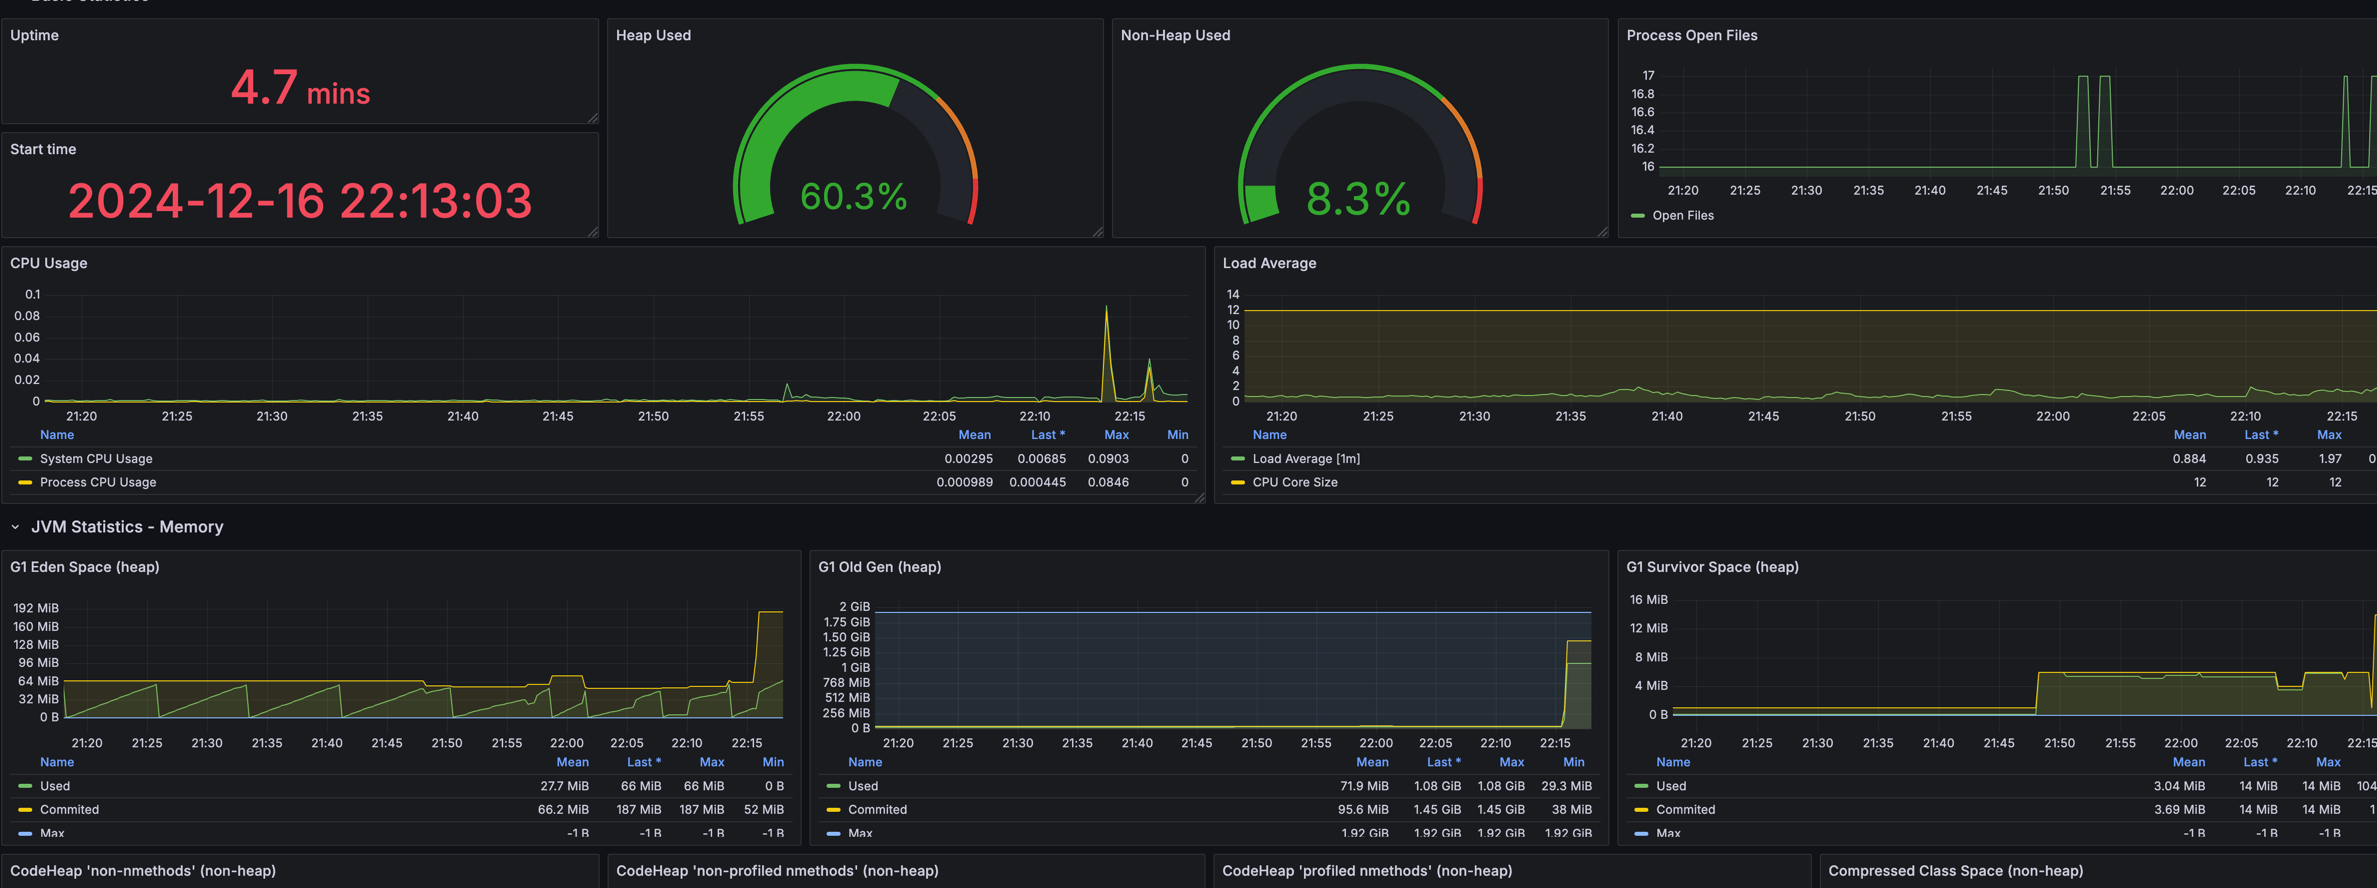 Uptime
4.7 mins
Start time
2024-12-16 22:13:03
Heap Used
60.3%
Non-Heap Used
8.3%
Process Open Files
17
16.8
16.6
16.4
16.2
16
21:20 21:25 21:30 21:35 21:40 21:45 21:50 21:55 22:00 22:05 22:10 22:15
Open Files
CPU Usage
0.1
0.08
0.06
0.04
0.02
0
21:20 21:25 21:30 21:35 21:40 21:45 21:50 21:55 22:00 22:05 22:10 22:15
Name Mean Last * Max Min
System CPU Usage 0.00295 0.00685 0.0903 0
Process CPU Usage 0.000989 0.000445 0.0846 0
Load Average
14
12
10
8
6
4
2
0
21:20 21:25 21:30 21:35 21:40 21:45 21:50 21:55 22:00 22:05 22:10 22:15
Name Mean Last * Max
Load Average [1m] 0.884 0.935 1.97
CPU Core Size 12 12 12
JVM Statistics - Memory
G1 Eden Space (heap)
192 MiB
160 MiB
128 MiB
96 MiB
64 MiB
32 MiB
0 B
21:20 21:25 21:30 21:35 21:40 21:45 21:50 21:55 22:00 22:05 22:10 22:15
Name Mean Last * Max Min
Used 27.7 MiB 66 MiB 66 MiB 0 B
Commited 66.2 MiB 187 MiB 187 MiB 52 MiB
Max -1 B -1 B -1 B -1 B
G1 Old Gen (heap)
2 GiB
1.75 GiB
1.50 GiB
1.25 GiB
1 GiB
768 MiB
512 MiB
256 MiB
0 B
21:20 21:25 21:30 21:35 21:40 21:45 21:50 21:55 22:00 22:05 22:10 22:15
Name Mean Last * Max Min
Used 71.9 MiB 1.08 GiB 1.08 GiB 29.3 MiB
Commited 95.6 MiB 1.45 GiB 1.45 GiB 38 MiB
Max 1.92 GiB 1.92 GiB 1.92 GiB 1.92 GiB
G1 Survivor Space (heap)
16 MiB
12 MiB
8 MiB
4 MiB
0 B
21:20 21:25 21:30 21:35 21:40 21:45 21:50 21:55 22:00 22:05 22:10 22:15
Name Mean Last * Max
Used 3.04 MiB 14 MiB 14 MiB 104
Commited 3.69 MiB 14 MiB 14 MiB 1
Max -1 B -1 B -1 B
CodeHeap 'non-nmethods' (non-heap)
CodeHeap 'non-profiled nmethods' (non-heap)
CodeHeap 'profiled nmethods' (non-heap)
Compressed Class Space (non-heap)